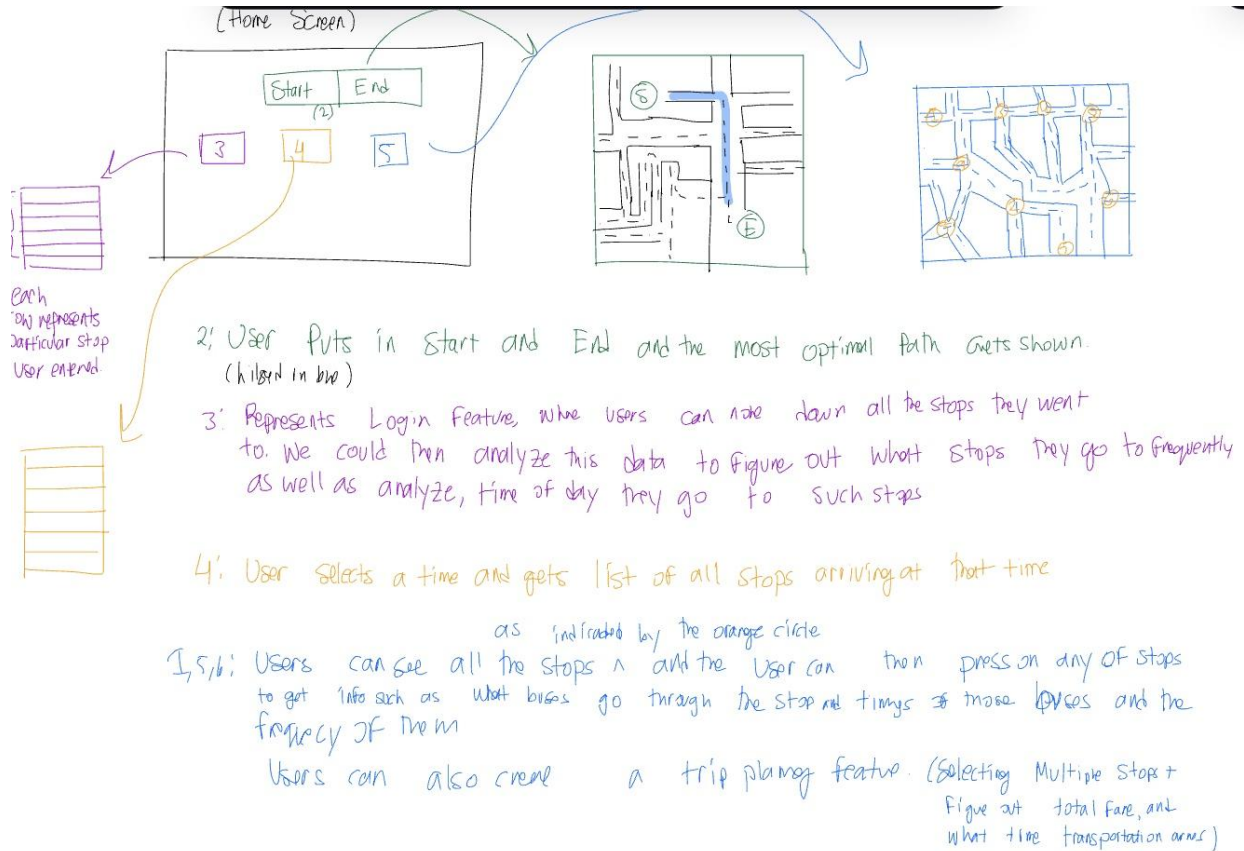 (Home Screen)
Start End
(2)
3 4 5
S
E
each
row represents
particular stop
User entered.
2: User Puts in Start and End and the most optimal Path Gets shown.
3: Represents Login Feature, where users can note down all the stops they went
to. We could then analyze this data to figure out what stops they go to frequently
as well as analyze, time of day they go to such stops
4: User selects a time and gets list of all stops arriving at that time
as indicated by the orange circle
1,5,6: Users can see all the stops ^ and the user can then press on any of stops
to get info such as what buses go through the stop and timings of those buses and the
freqecy of them
Users can also create a trip planing feature. (Selecting Multiple Stops +
Figue out total fare, and
what time transportation arrives)